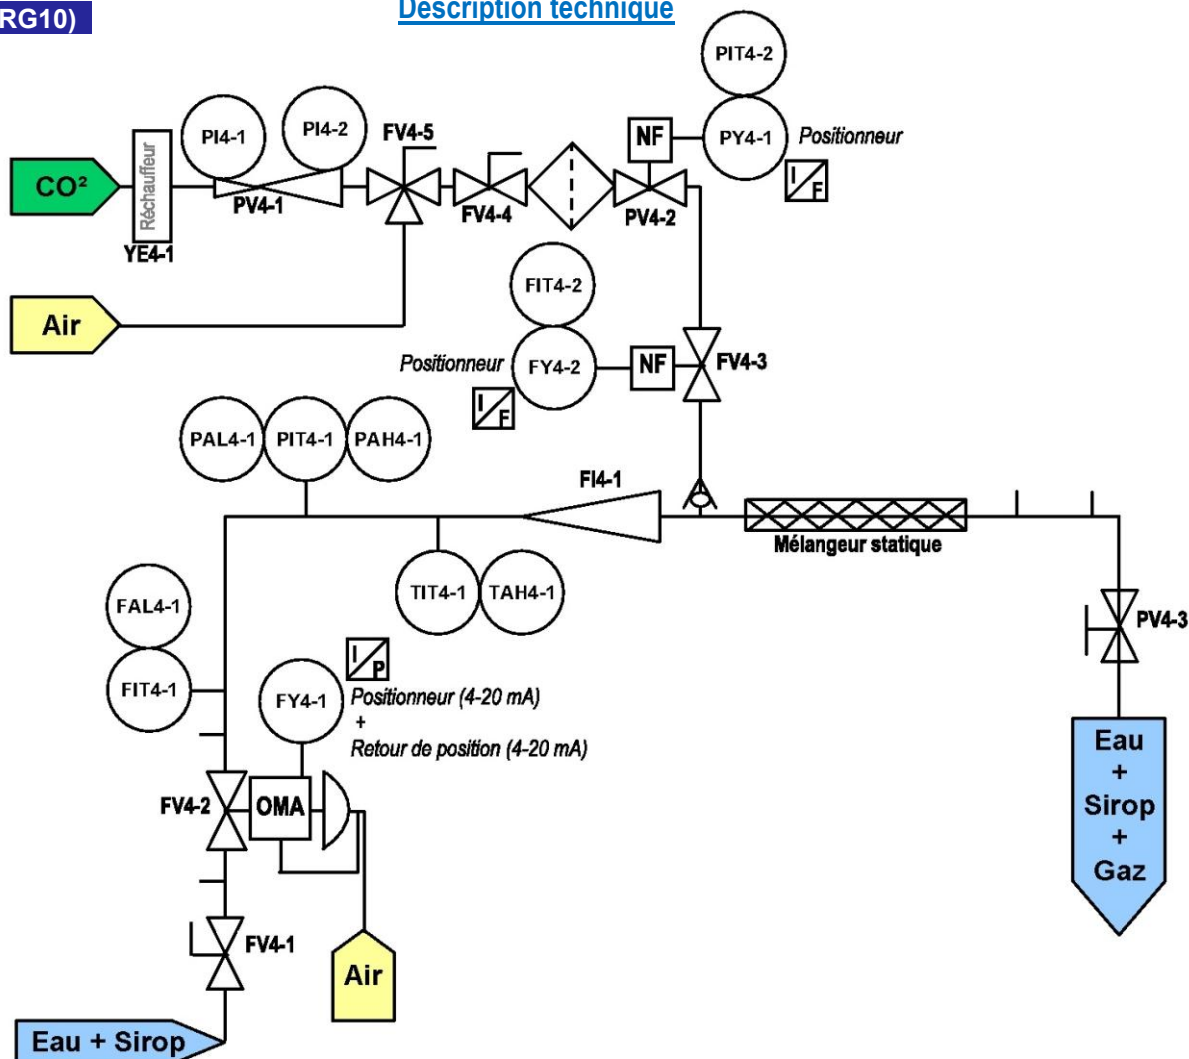 RG10)
Description technique
PIT4-2
PI4-1
PI4-2
FV4-5
NF
PY4-1
Positionneur
I/F
CO²
Réchauffeur
PV4-1
FV4-4
PV4-2
YE4-1
FIT4-2
Air
Positionneur
FY4-2
NF
FV4-3
I/F
PAL4-1
PIT4-1
PAH4-1
FI4-1
Mélangeur statique
TIT4-1
TAH4-1
FAL4-1
PV4-3
I/P
FIT4-1
FY4-1
Positionneur (4-20 mA)
+
Retour de position (4-20 mA)
Eau
+
Sirop
+
Gaz
FV4-2
OMA
FV4-1
Air
Eau + Sirop